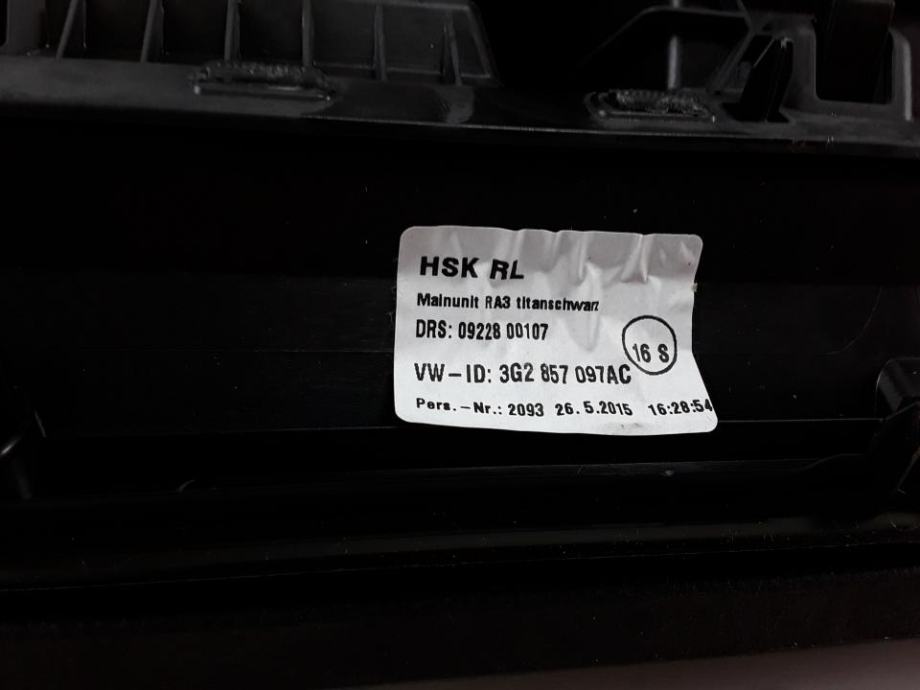 HSK RL
Mainunit RA3 titanschwarz
DRS: 09228 00107
16 S
VW-ID: 3G2 857 097AC
Pers.-Nr.: 2093 26.5.2015 16:28:54